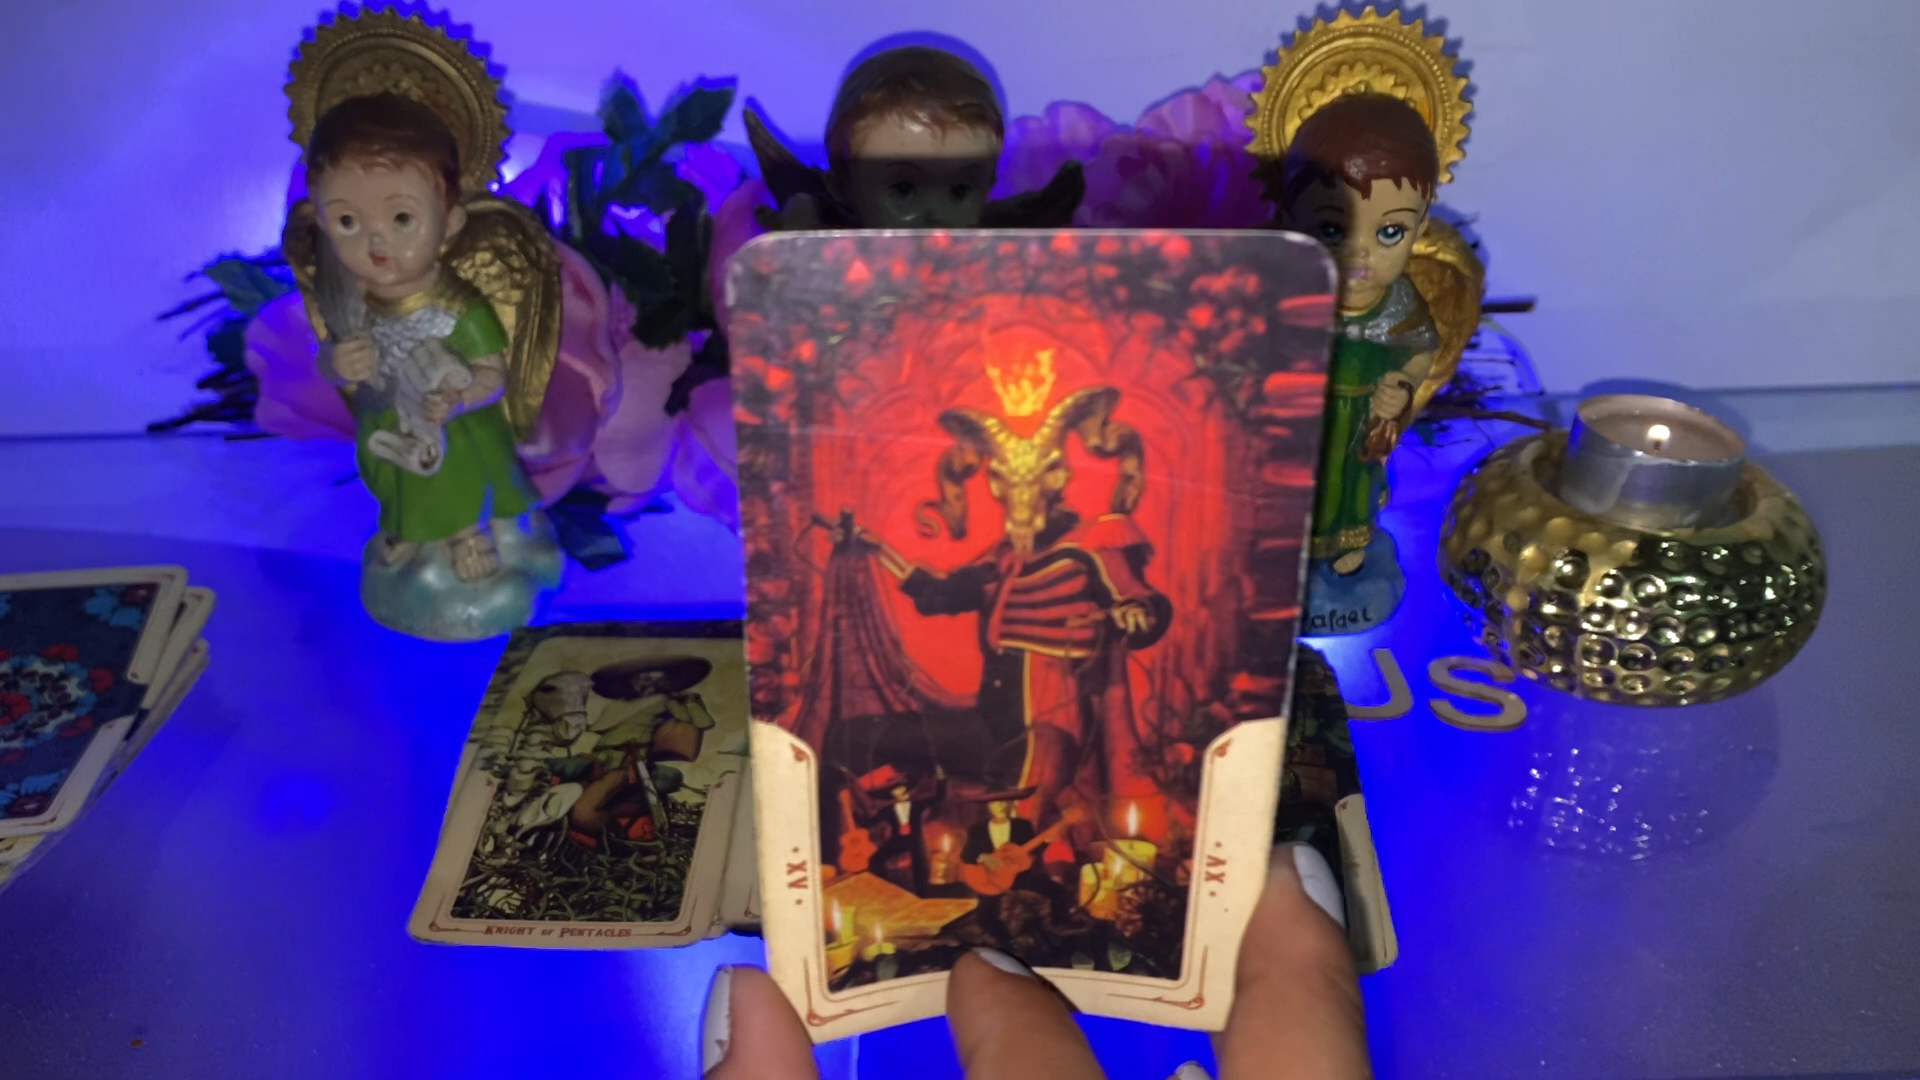 Rafael
US
• XV •
• XV •
KNIGHT OF PENTACLES